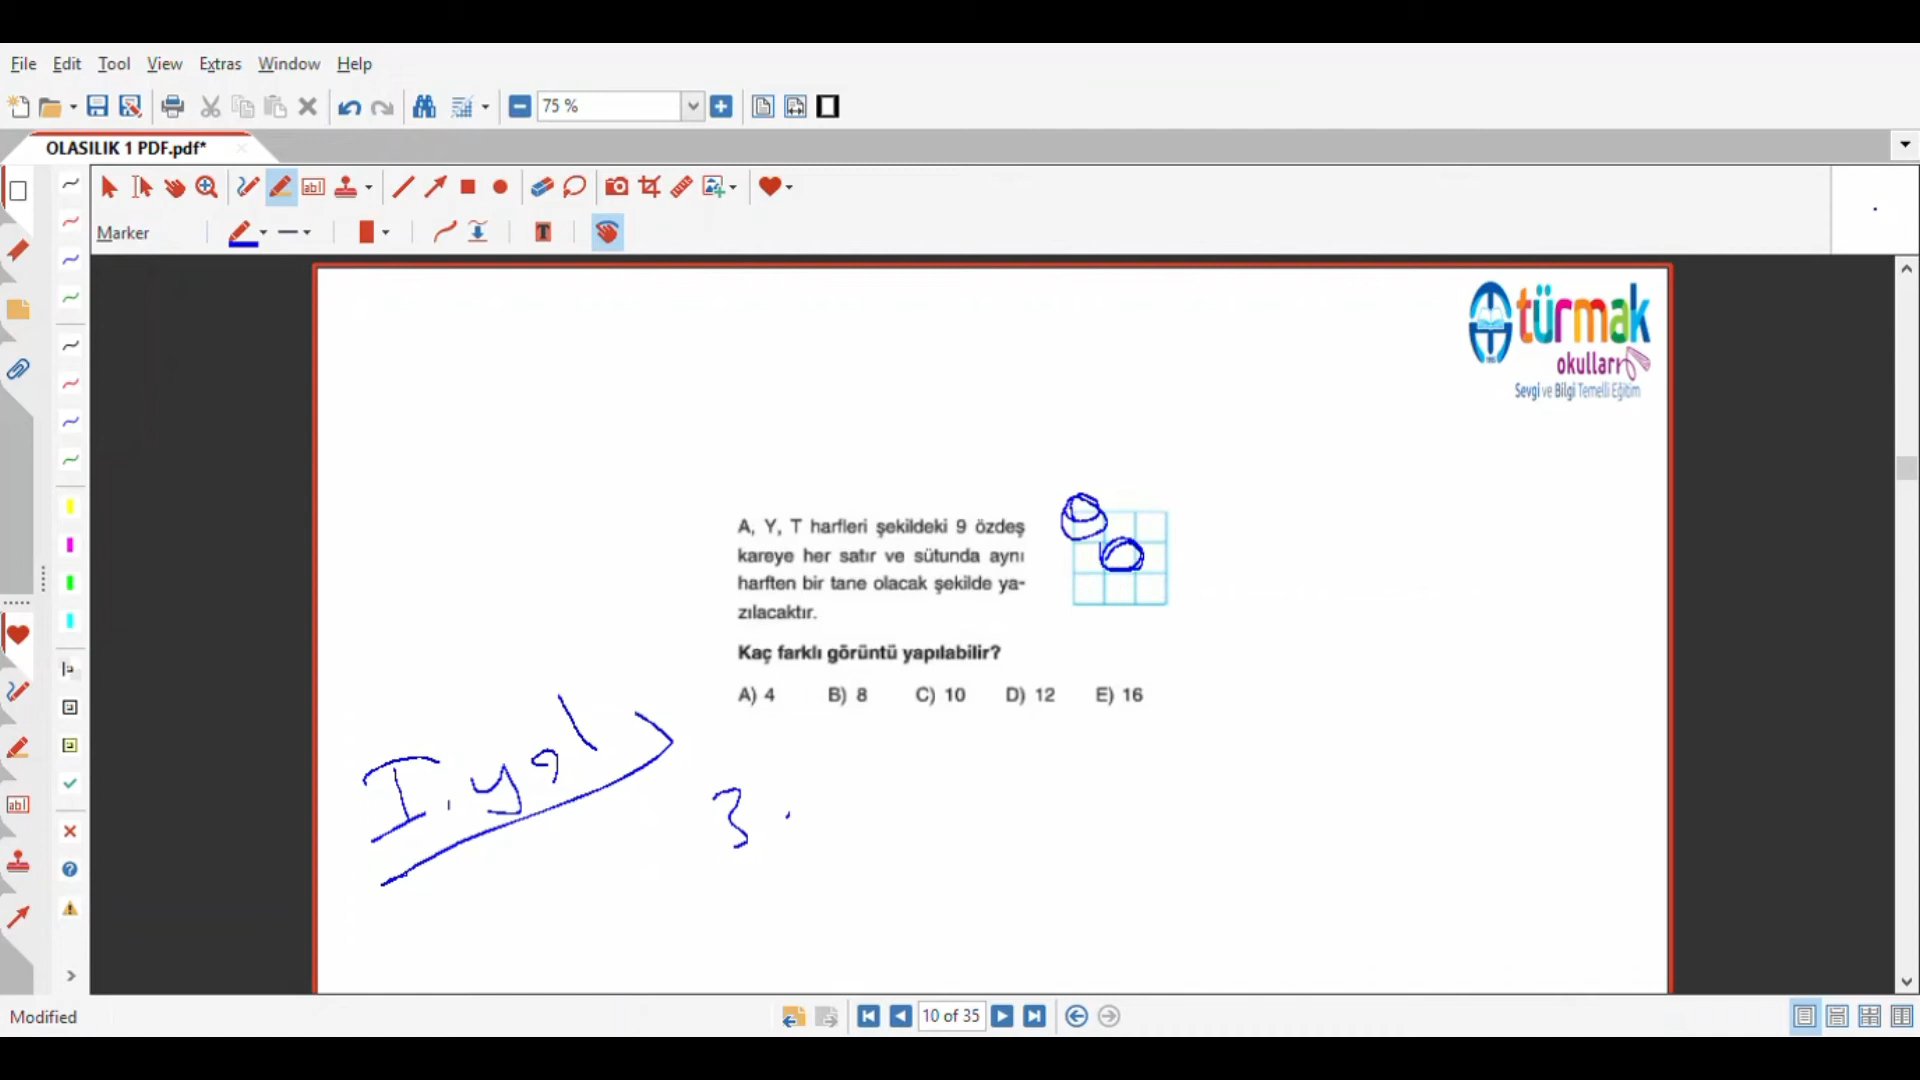 File Edit Tool View Extras Window Help
75 %
OLASILIK 1 PDF.pdf*
Marker
türmak
okulları
Sevgi ve Bilgi Temelli Eğitim
A, Y, T harfleri şekildeki 9 özdeş
kareye her satır ve sütunda aynı
harften bir tane olacak şekilde ya-
zılacaktır.
Kaç farklı görüntü yapılabilir?
A) 4 B) 8 C) 10 D) 12 E) 16
I. yol
3 .
10 of 35
Modified